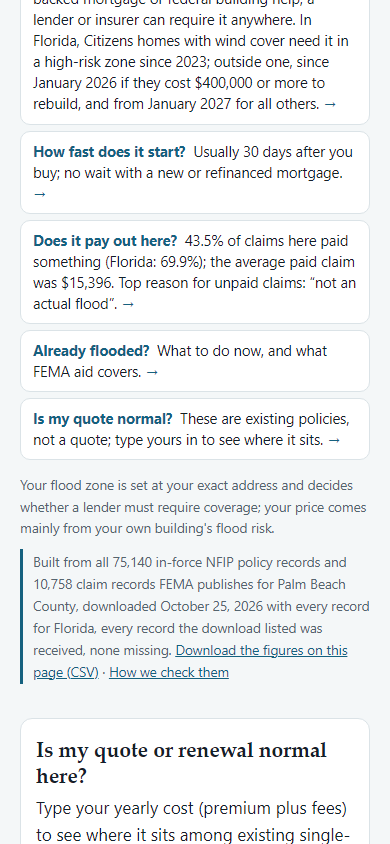 backed mortgage or federal building help; a
lender or insurer can require it anywhere. In
Florida, Citizens homes with wind cover need it in
a high-risk zone since 2023; outside one, since
January 2026 if they cost $400,000 or more to
rebuild, and from January 2027 for all others. →
How fast does it start? Usually 30 days after you
buy; no wait with a new or refinanced mortgage.
→
Does it pay out here? 43.5% of claims here paid
something (Florida: 69.9%); the average paid claim
was $15,396. Top reason for unpaid claims: “not an
actual flood”. →
Already flooded? What to do now, and what
FEMA aid covers. →
Is my quote normal? These are existing policies,
not a quote; type yours in to see where it sits. →
Your flood zone is set at your exact address and decides
whether a lender must require coverage; your price comes
mainly from your own building's flood risk.
Built from all 75,140 in-force NFIP policy records and
10,758 claim records FEMA publishes for Palm Beach
County, downloaded October 25, 2026 with every record
for Florida, every record the download listed was
received, none missing. Download the figures on this
page (CSV) · How we check them
Is my quote or renewal normal
here?
Type your yearly cost (premium plus fees)
to see where it sits among existing single-